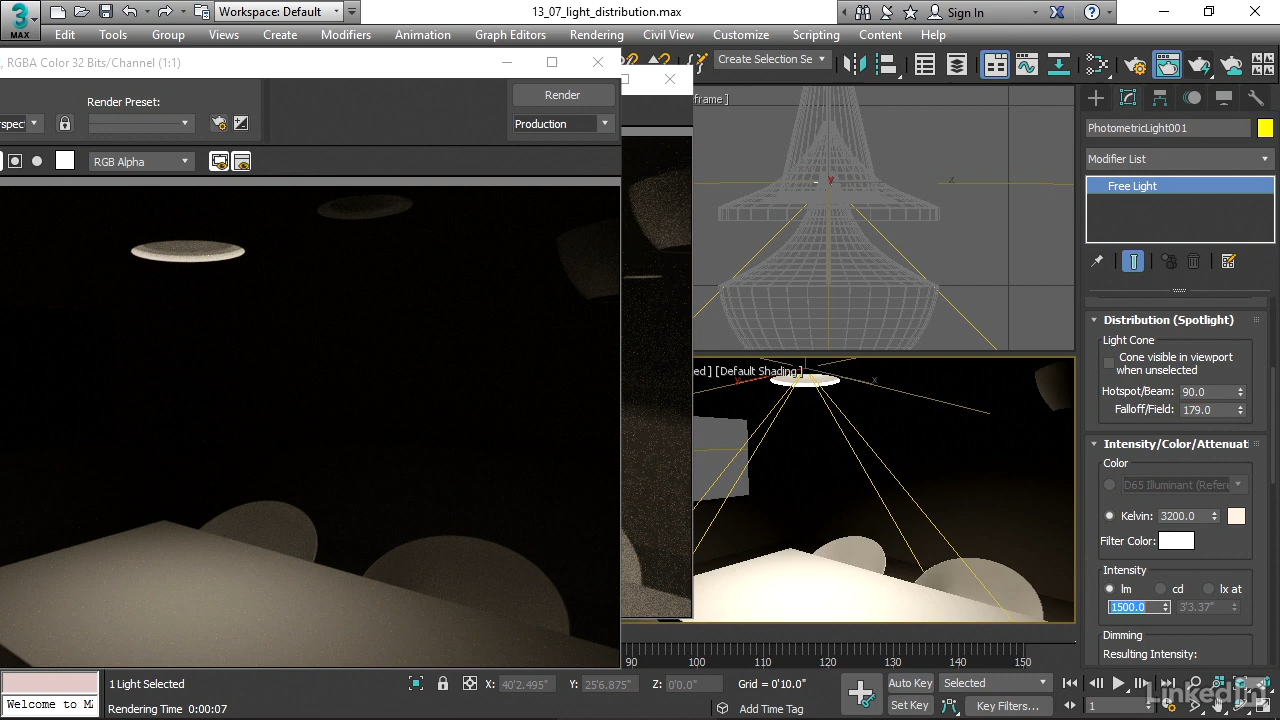 3
MAX
Workspace: Default
13_07_light_distribution.max
Sign In
Edit Tools Group Views Create Modifiers Animation Graph Editors Rendering Civil View Customize Scripting Content Help
RGBA Color 32 Bits/Channel (1:1)
Create Selection Se
Render Preset:
Render
Production
RGB Alpha
PhotometricLight001
Modifier List
Free Light
y
x
Distribution (Spotlight)
Light Cone
Cone visible in viewport
when unselected
Hotspot/Beam: 90.0
Falloff/Field: 179.0
[Default Shading]
x
Intensity/Color/Attenuat
Color
D65 Illuminant (Refere
Kelvin: 3200.0
Filter Color:
Intensity
lm cd lx at
1500.0 3'3.37"
Dimming
Resulting Intensity:
90 100 110 120 130 140 150
1 Light Selected
X: 40'2.495" Y: 25'6.875" Z: 0'0.0" Grid = 0'10.0"
Auto Key Selected
Welcome to M
Rendering Time 0:00:07
Add Time Tag
Set Key Key Filters...
1
LinkedIn